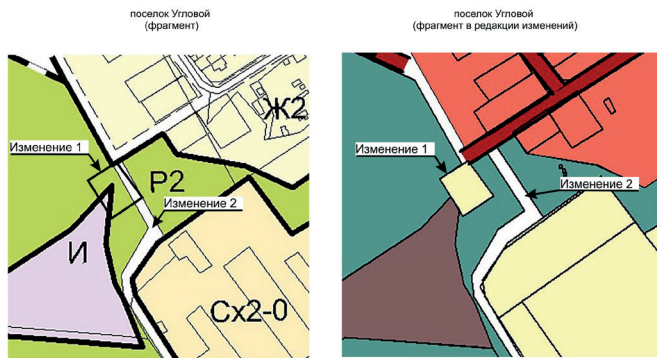 поселок Угловой
(фрагмент)
Ж2
Изменение 1
Р2
Изменение 2
И
Сх2-0
поселок Угловой
(фрагмент в редакции изменений)
Изменение 1
Изменение 2